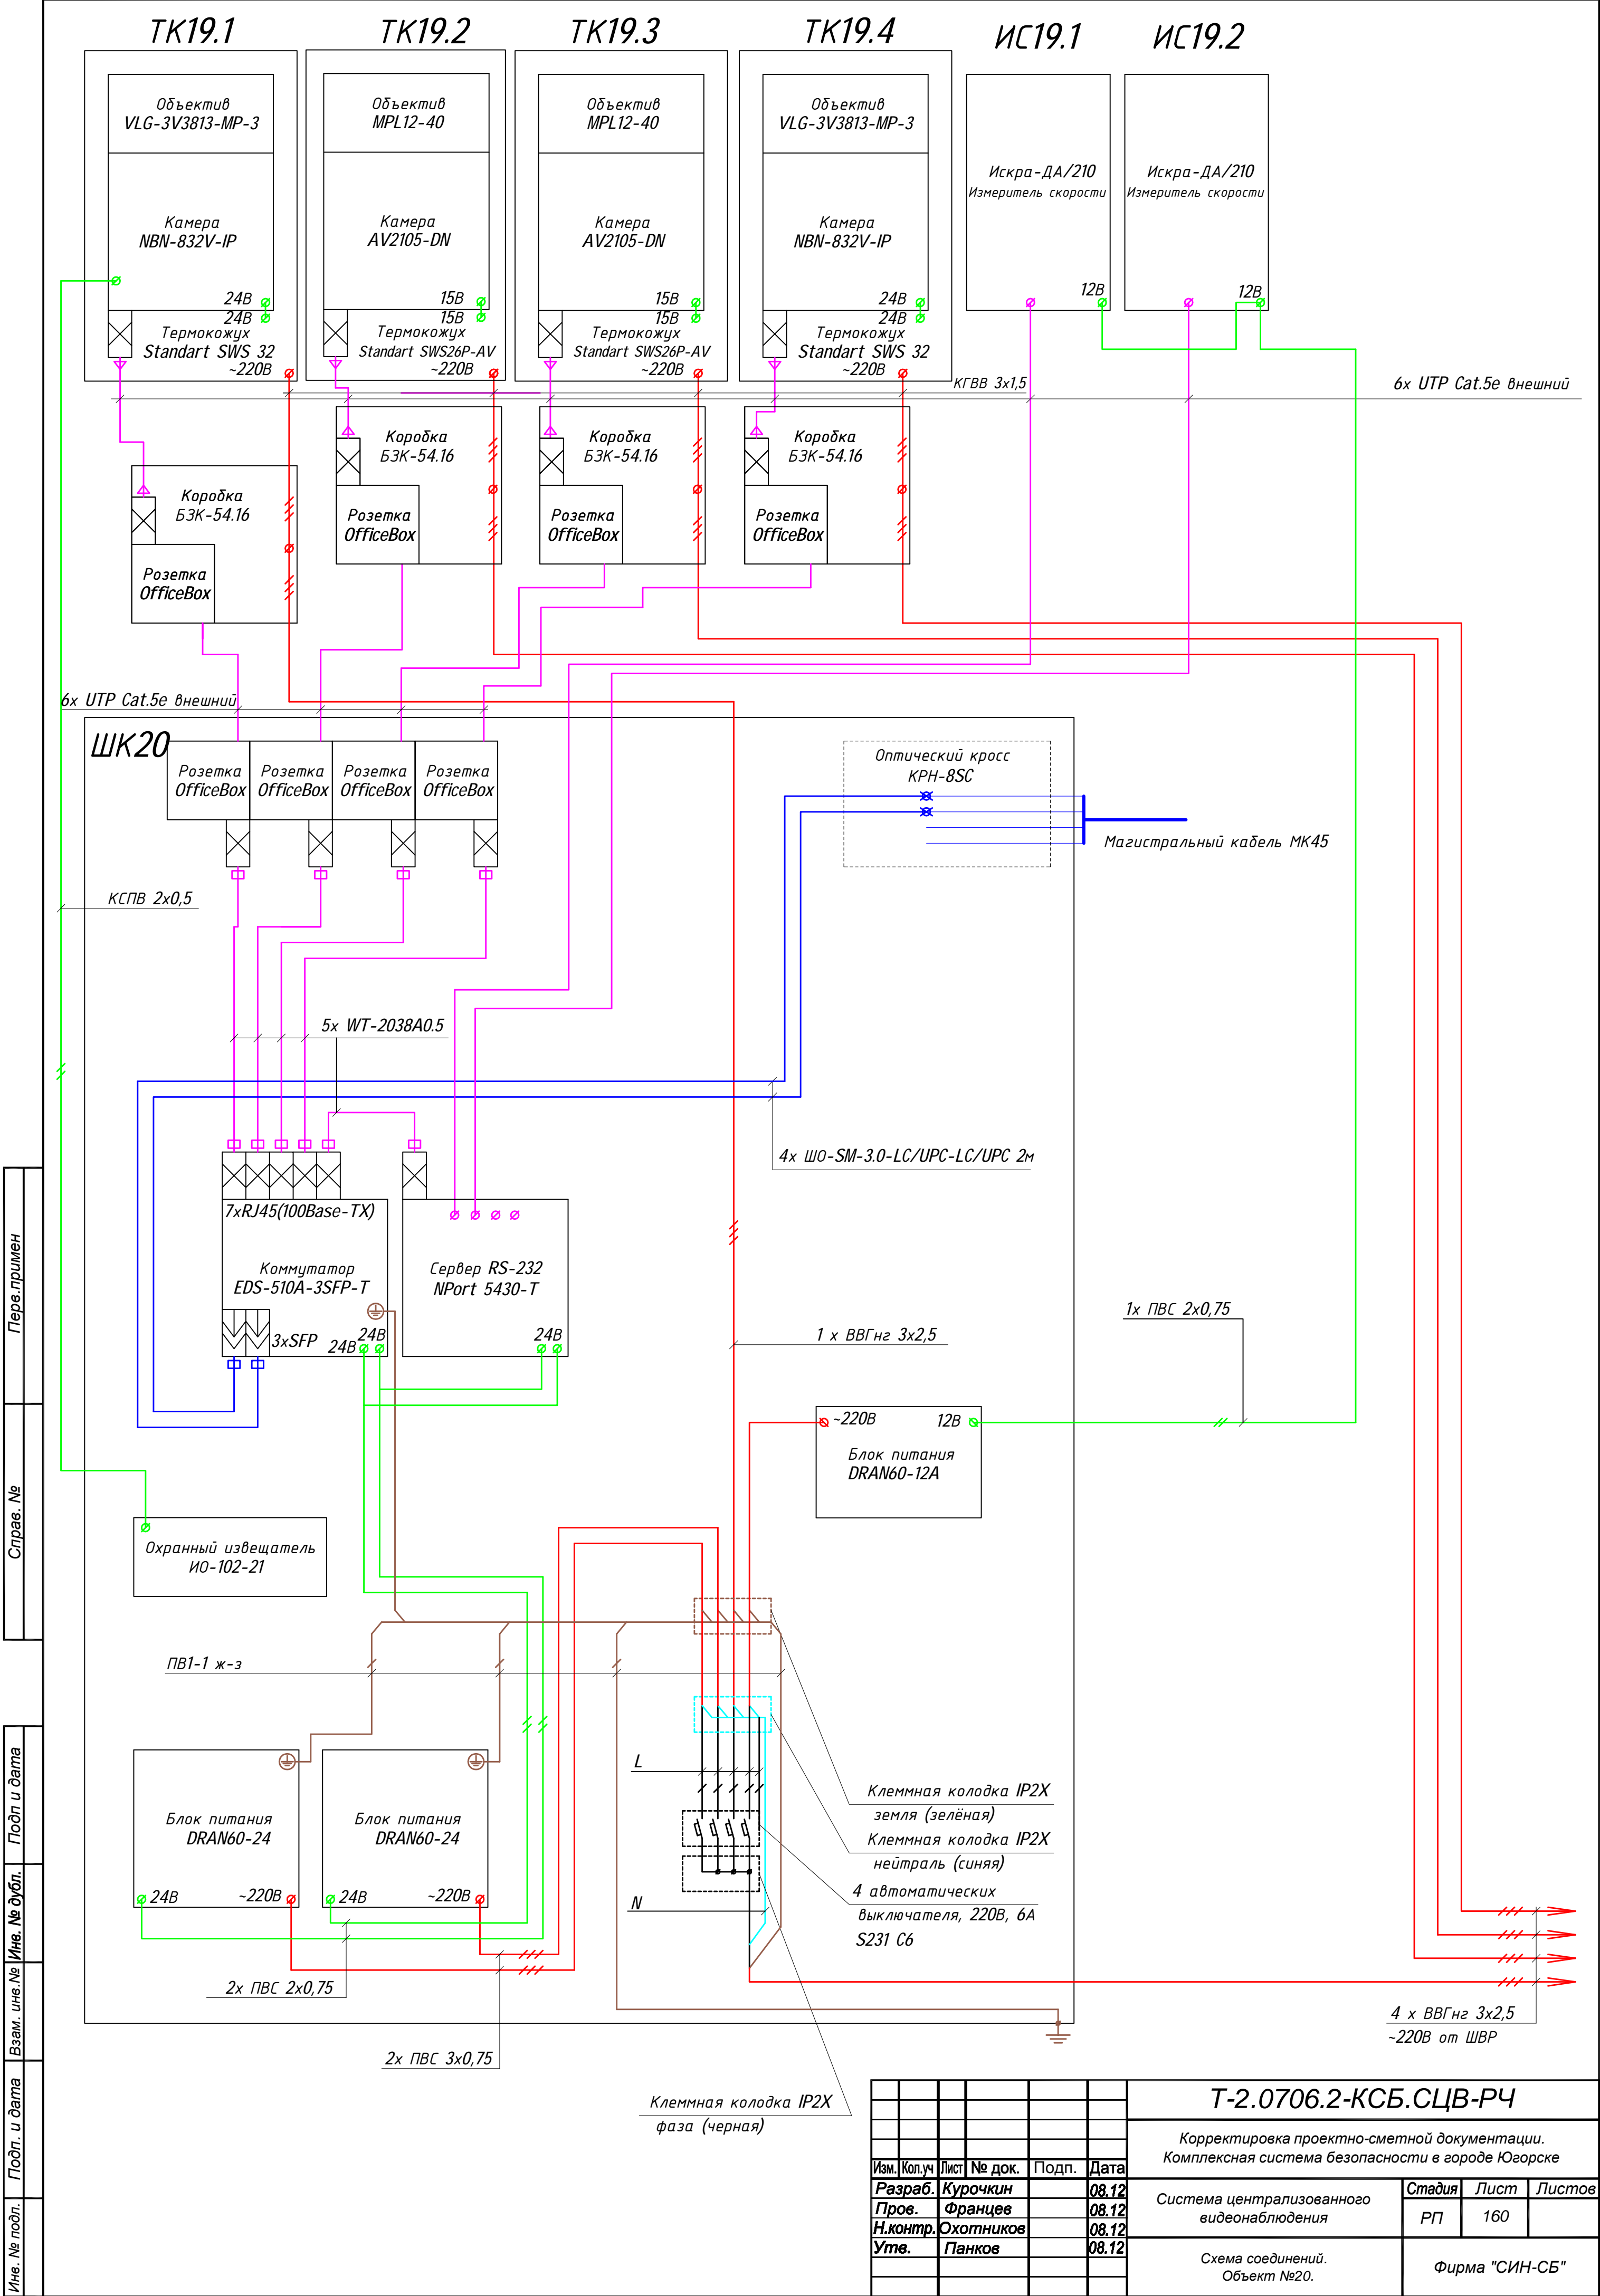 ТК19.1
ТК19.2
ТК19.3
ТК19.4
ИС19.1
ИС19.2
Объектив
VLG-3V3813-MP-3
Камера
NBN-832V-IP
24В
24В
Термокожух
Standart SWS 32
~220В
Объектив
MPL12-40
Камера
AV2105-DN
15В
15В
Термокожух
Standart SWS26P-AV
~220В
Объектив
MPL12-40
Камера
AV2105-DN
15В
15В
Термокожух
Standart SWS26P-AV
~220В
Объектив
VLG-3V3813-MP-3
Камера
NBN-832V-IP
24В
24В
Термокожух
Standart SWS 32
~220В
Искра-ДА/210
Измеритель скорости
12В
Искра-ДА/210
Измеритель скорости
12В
КГВВ 3х1,5
6х UTP Cat.5e внешний
Коробка
БЗК-54.16
Розетка
OfficeBox
Коробка
БЗК-54.16
Розетка
OfficeBox
Коробка
БЗК-54.16
Розетка
OfficeBox
Коробка
БЗК-54.16
Розетка
OfficeBox
6х UTP Cat.5e внешний
ШК20
Розетка
OfficeBox
Розетка
OfficeBox
Розетка
OfficeBox
Розетка
OfficeBox
Оптический кросс
КРН-8SC
Магистральный кабель МК45
КСПВ 2х0,5
5х WT-2038A0.5
4х ШО-SM-3.0-LC/UPC-LC/UPC 2м
7xRJ45(100Base-TX)
Коммутатор
EDS-510A-3SFP-T
3xSFP
24В
24В
Сервер RS-232
NPort 5430-T
24В
1х ПВС 2х0,75
1 х ВВГнг 3х2,5
~220В
12В
Блок питания
DRAN60-12A
Охранный извещатель
ИО-102-21
ПВ1-1 ж-з
Блок питания
DRAN60-24
24В
~220В
Блок питания
DRAN60-24
24В
~220В
L
N
Клеммная колодка IP2X
земля (зелёная)
Клеммная колодка IP2X
нейтраль (синяя)
4 автоматических
выключателя, 220В, 6А
S231 C6
2х ПВС 2х0,75
2х ПВС 3х0,75
Клеммная колодка IP2X
фаза (черная)
4 х ВВГнг 3х2,5
~220В от ШВР
Перв.примен
Справ. №
Подп и дата
Инв. № дубл.
Взам. инв.№
Подп. и дата
Инв. № подл.
Т-2.0706.2-КСБ.СЦВ-РЧ
Корректировка проектно-сметной документации.
Комплексная система безопасности в городе Югорске
Изм. Кол.уч Лист № док. Подп. Дата
Разраб. Курочкин 08.12
Пров. Францев 08.12
Н.контр. Охотников 08.12
Утв. Панков 08.12
Система централизованного
видеонаблюдения
Стадия Лист Листов
РП 160
Схема соединений.
Объект №20.
Фирма "СИН-СБ"